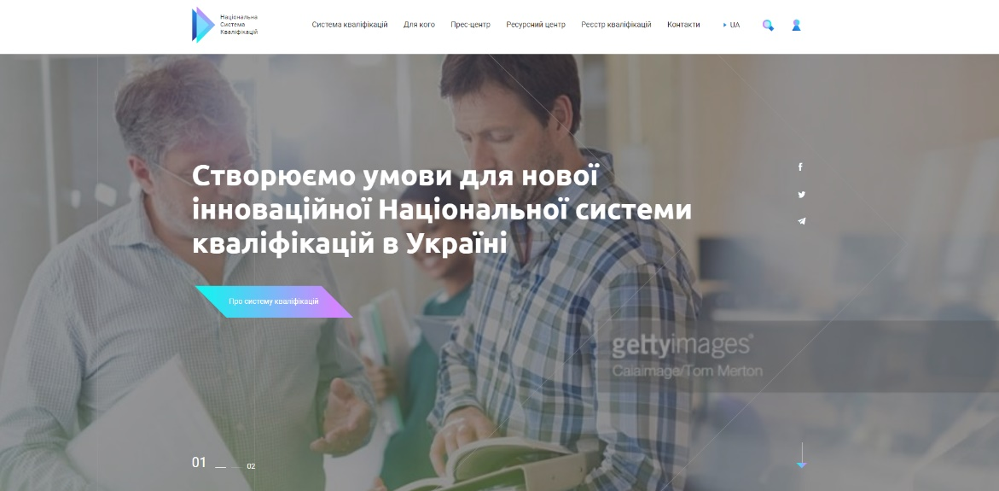 Національна
Система
Кваліфікацій
Система кваліфікацій Для кого Прес-центр Ресурсний центр Реєстр кваліфікацій Контакти UA
Створюємо умови для нової
інноваційної Національної системи
кваліфікацій в Україні
Про систему кваліфікацій
gettyimages®
Caiaimage/Tom Merton
01 02